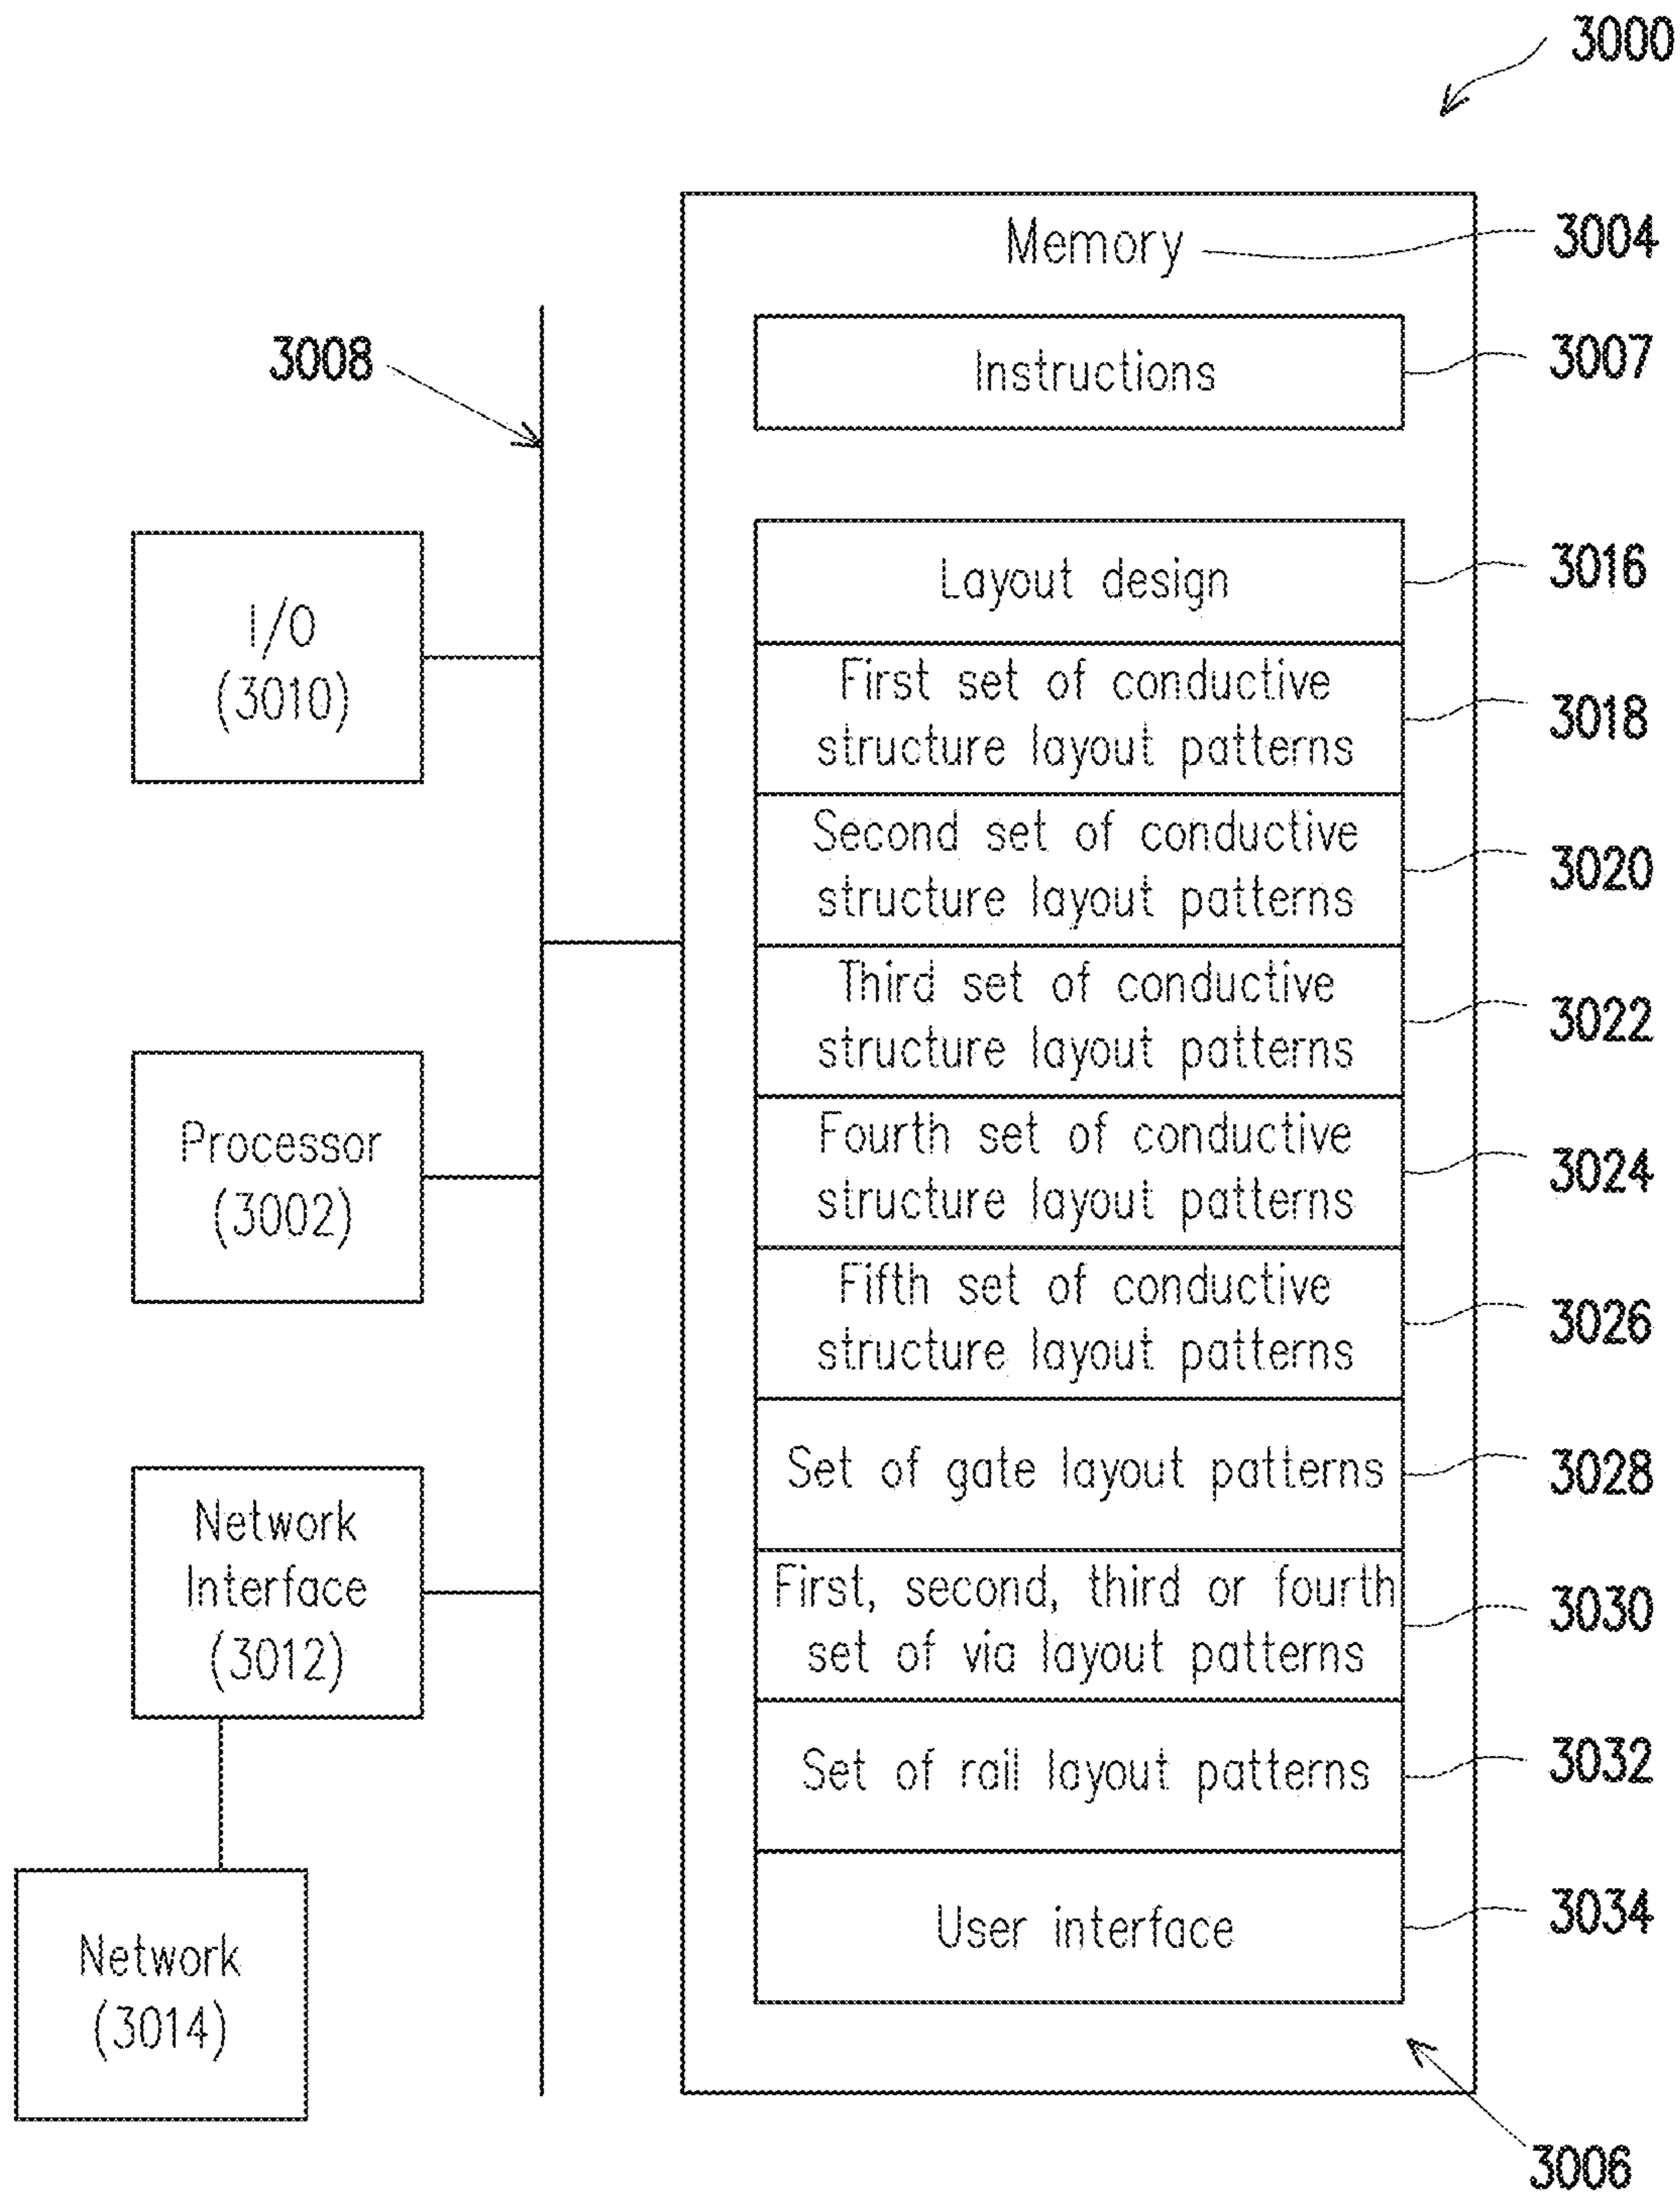 3000
Memory
3004
3008
Instructions
3007
I/O
(3010)
Layout design
3016
First set of conductive
structure layout patterns
3018
Second set of conductive
structure layout patterns
3020
Third set of conductive
structure layout patterns
3022
Processor
(3002)
Fourth set of conductive
structure layout patterns
3024
Fifth set of conductive
structure layout patterns
3026
Set of gate layout patterns
3028
Network
Interface
(3012)
First, second, third or fourth
set of via layout patterns
3030
Set of rail layout patterns
3032
User interface
3034
Network
(3014)
3006